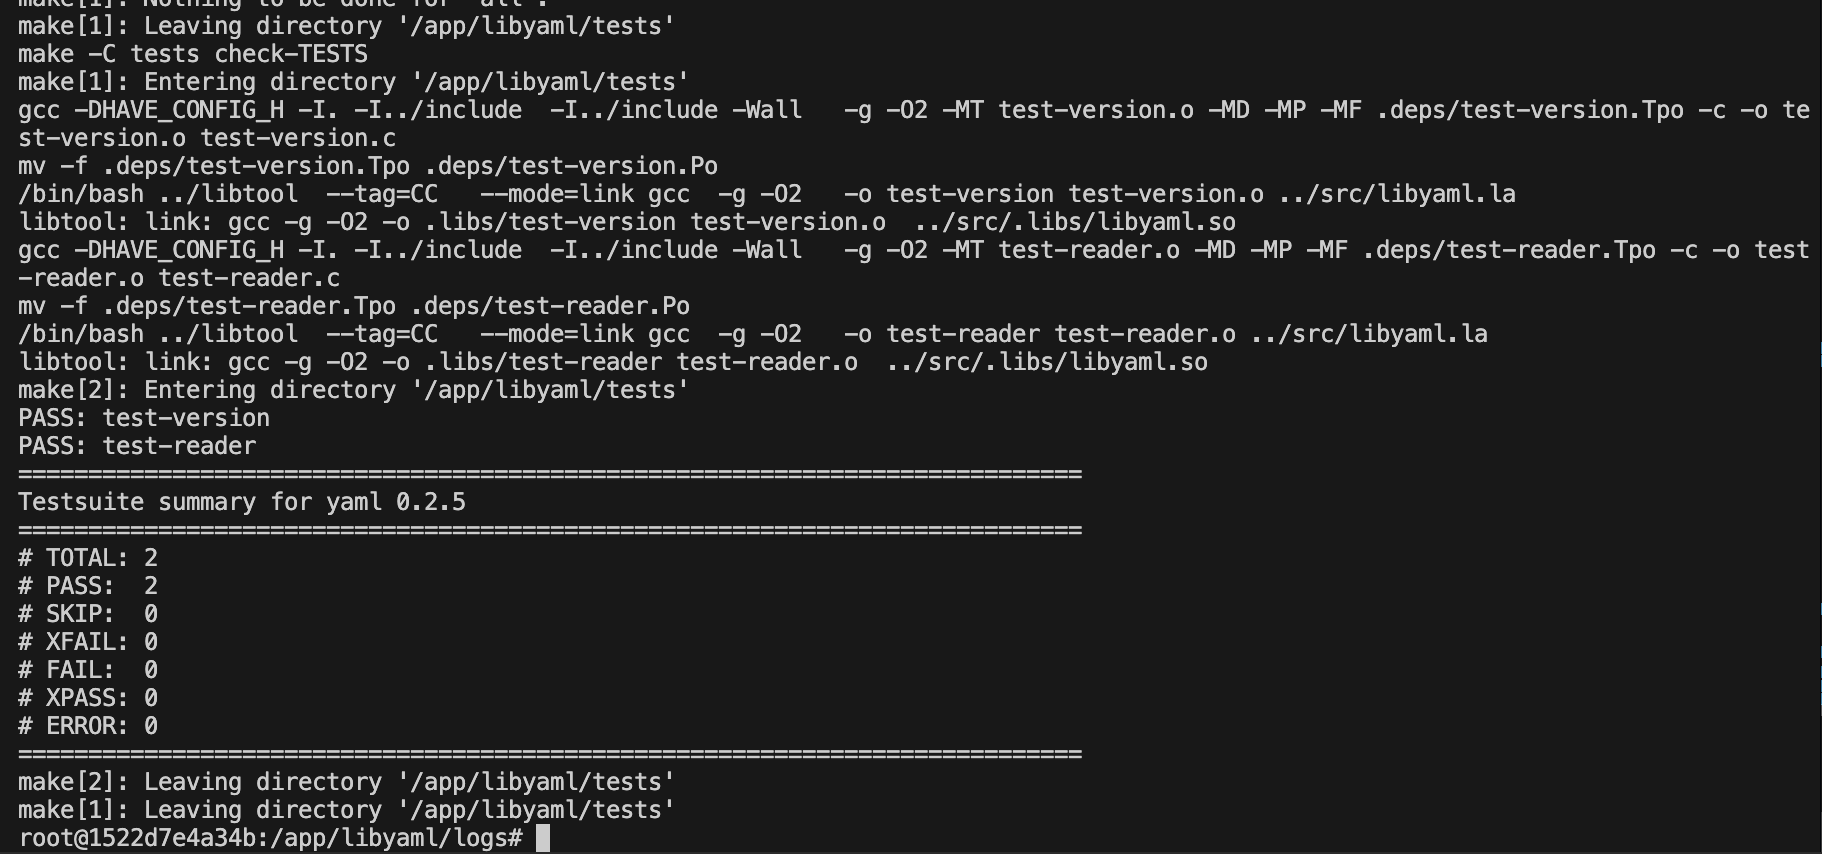 make[1]: Nothing to be done for 'all'.
make[1]: Leaving directory '/app/libyaml/tests'
make -C tests check-TESTS
make[1]: Entering directory '/app/libyaml/tests'
gcc -DHAVE_CONFIG_H -I. -I../include  -I../include -Wall   -g -O2 -MT test-version.o -MD -MP -MF .deps/test-version.Tpo -c -o te
st-version.o test-version.c
mv -f .deps/test-version.Tpo .deps/test-version.Po
/bin/bash ../libtool  --tag=CC   --mode=link gcc  -g -O2   -o test-version test-version.o ../src/libyaml.la
libtool: link: gcc -g -O2 -o .libs/test-version test-version.o  ../src/.libs/libyaml.so
gcc -DHAVE_CONFIG_H -I. -I../include  -I../include -Wall   -g -O2 -MT test-reader.o -MD -MP -MF .deps/test-reader.Tpo -c -o test
-reader.o test-reader.c
mv -f .deps/test-reader.Tpo .deps/test-reader.Po
/bin/bash ../libtool  --tag=CC   --mode=link gcc  -g -O2   -o test-reader test-reader.o ../src/libyaml.la
libtool: link: gcc -g -O2 -o .libs/test-reader test-reader.o  ../src/.libs/libyaml.so
make[2]: Entering directory '/app/libyaml/tests'
PASS: test-version
PASS: test-reader
============================================================================
Testsuite summary for yaml 0.2.5
============================================================================
# TOTAL: 2
# PASS:  2
# SKIP:  0
# XFAIL: 0
# FAIL:  0
# XPASS: 0
# ERROR: 0
============================================================================
make[2]: Leaving directory '/app/libyaml/tests'
make[1]: Leaving directory '/app/libyaml/tests'
root@1522d7e4a34b:/app/libyaml/logs#